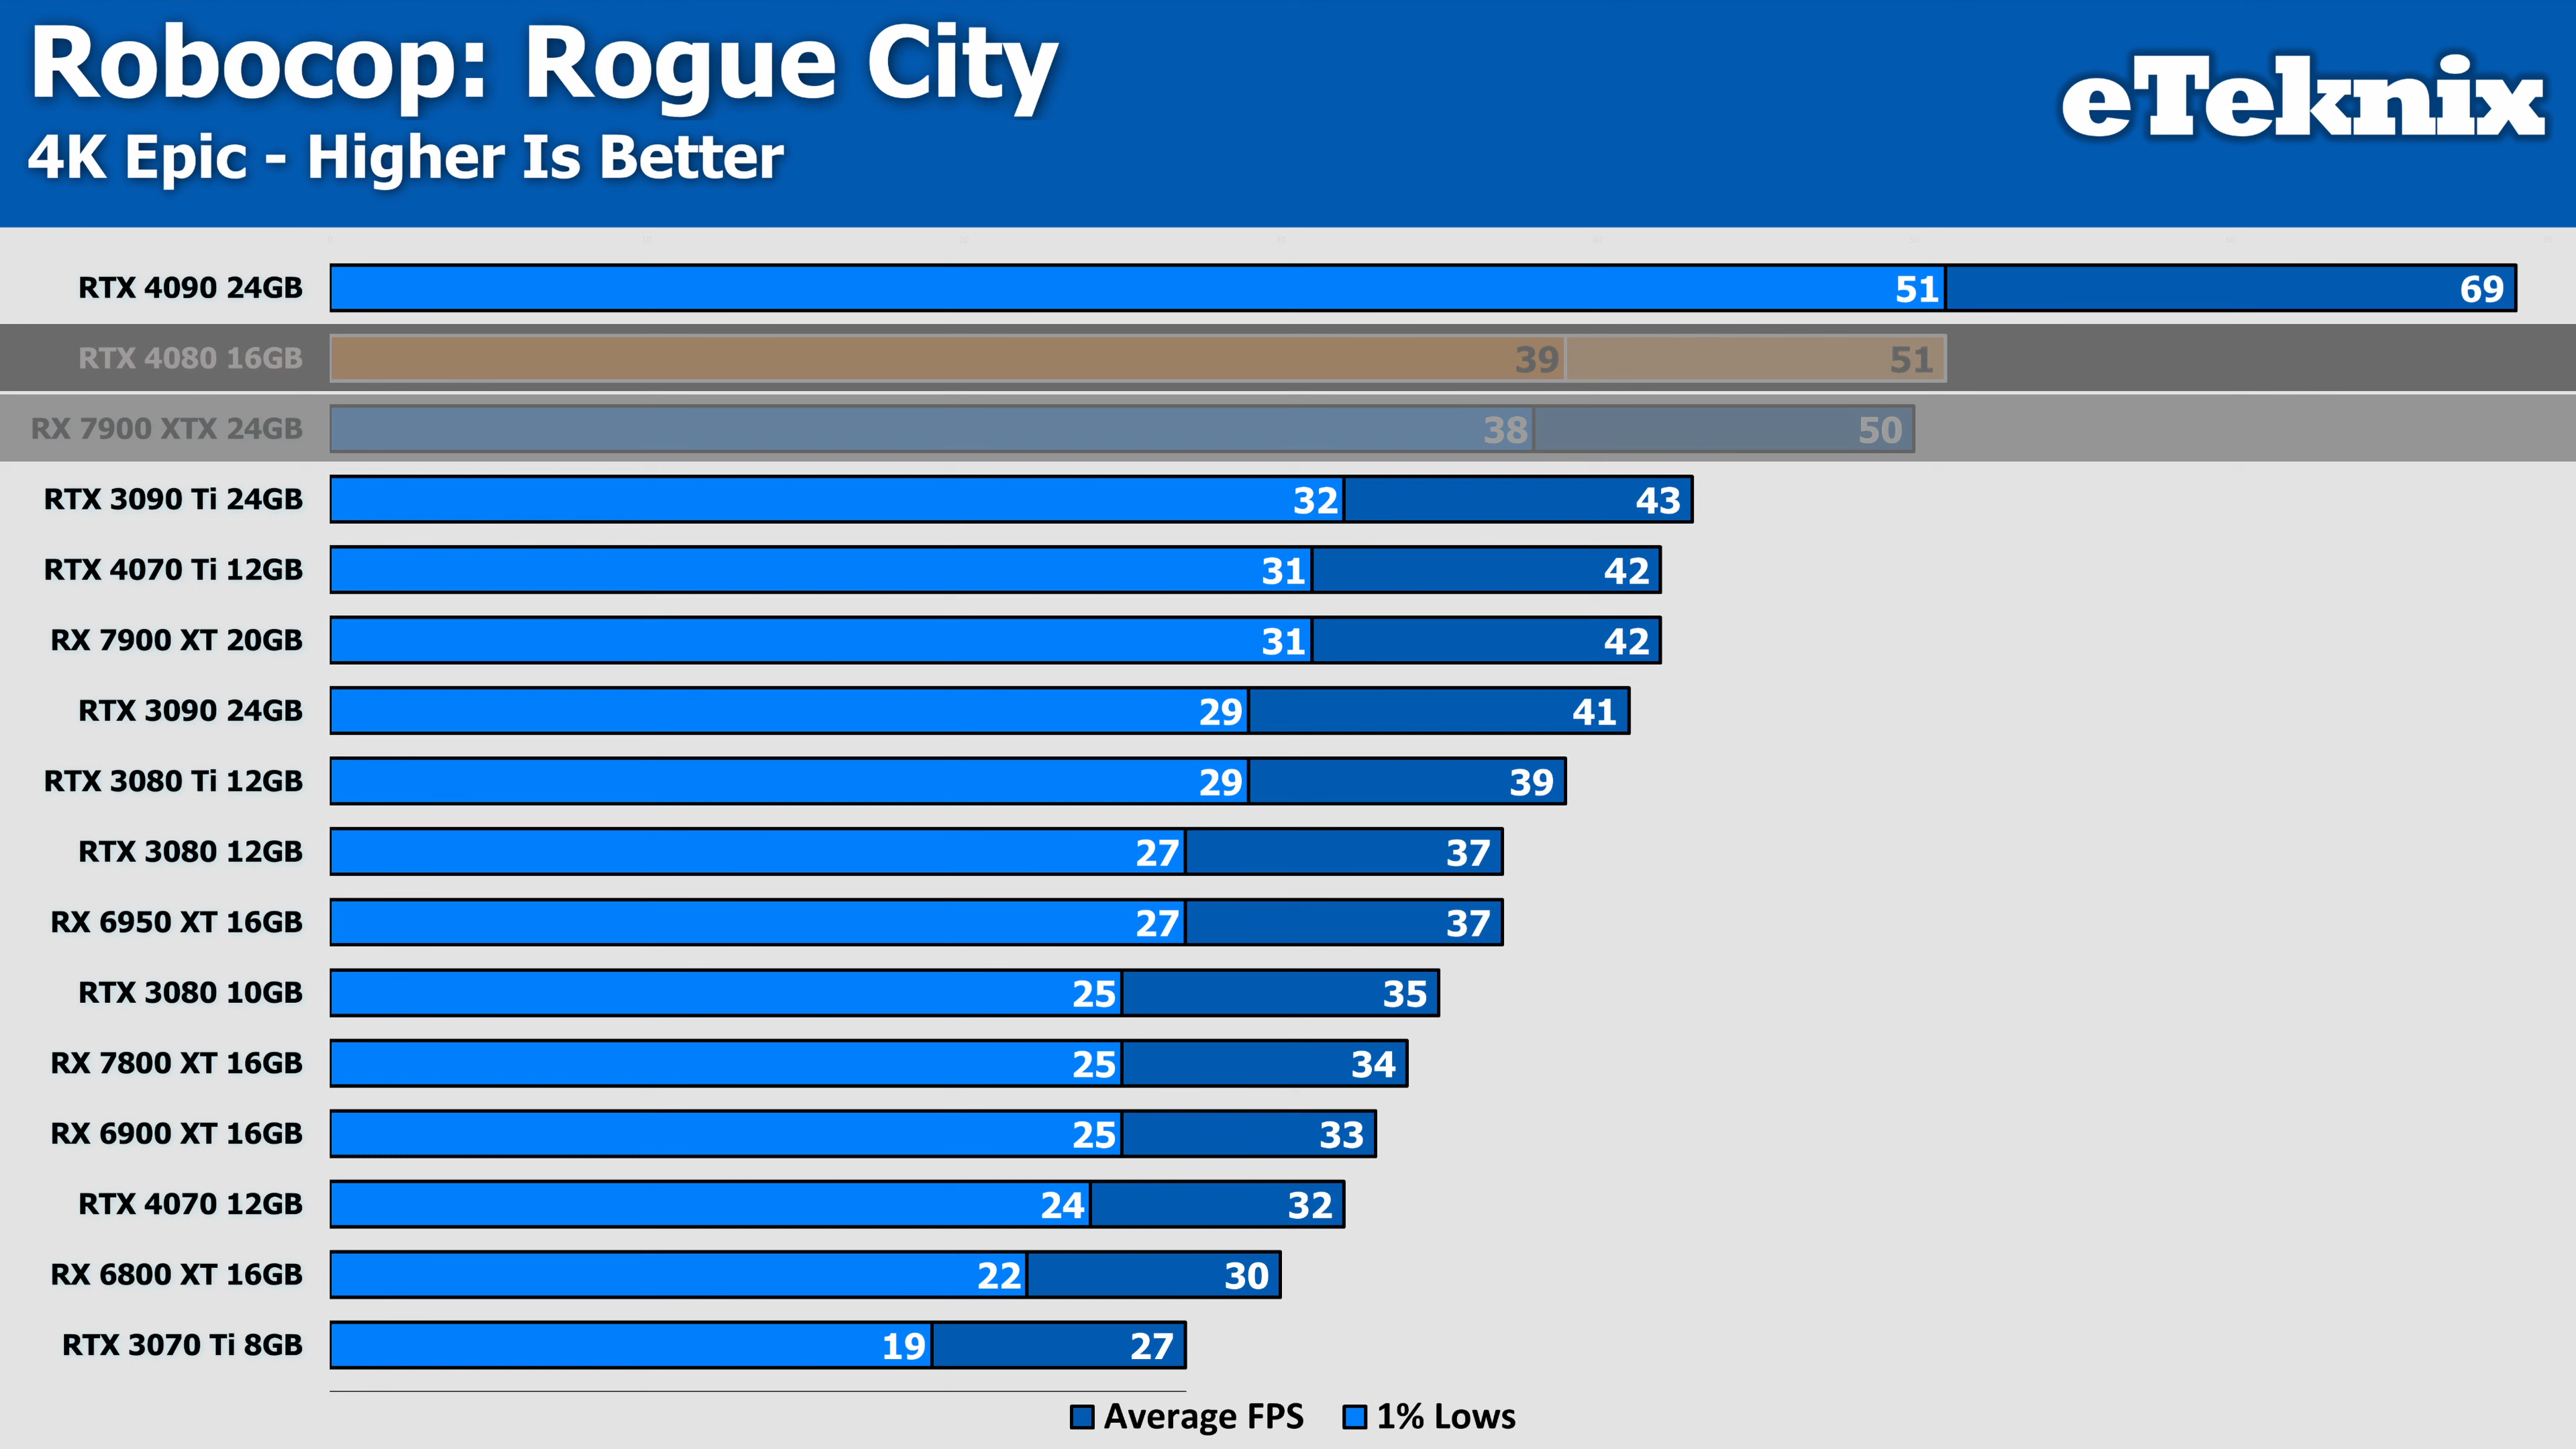 Robocop: Rogue City
4K Epic - Higher Is Better
eTeknix
RTX 4090 24GB 51 69
RTX 4080 16GB 39 51
RX 7900 XTX 24GB 38 50
RTX 3090 Ti 24GB 32 43
RTX 4070 Ti 12GB 31 42
RX 7900 XT 20GB 31 42
RTX 3090 24GB 29 41
RTX 3080 Ti 12GB 29 39
RTX 3080 12GB 27 37
RX 6950 XT 16GB 27 37
RTX 3080 10GB 25 35
RX 7800 XT 16GB 25 34
RX 6900 XT 16GB 25 33
RTX 4070 12GB 24 32
RX 6800 XT 16GB 22 30
RTX 3070 Ti 8GB 19 27
Average FPS 1% Lows